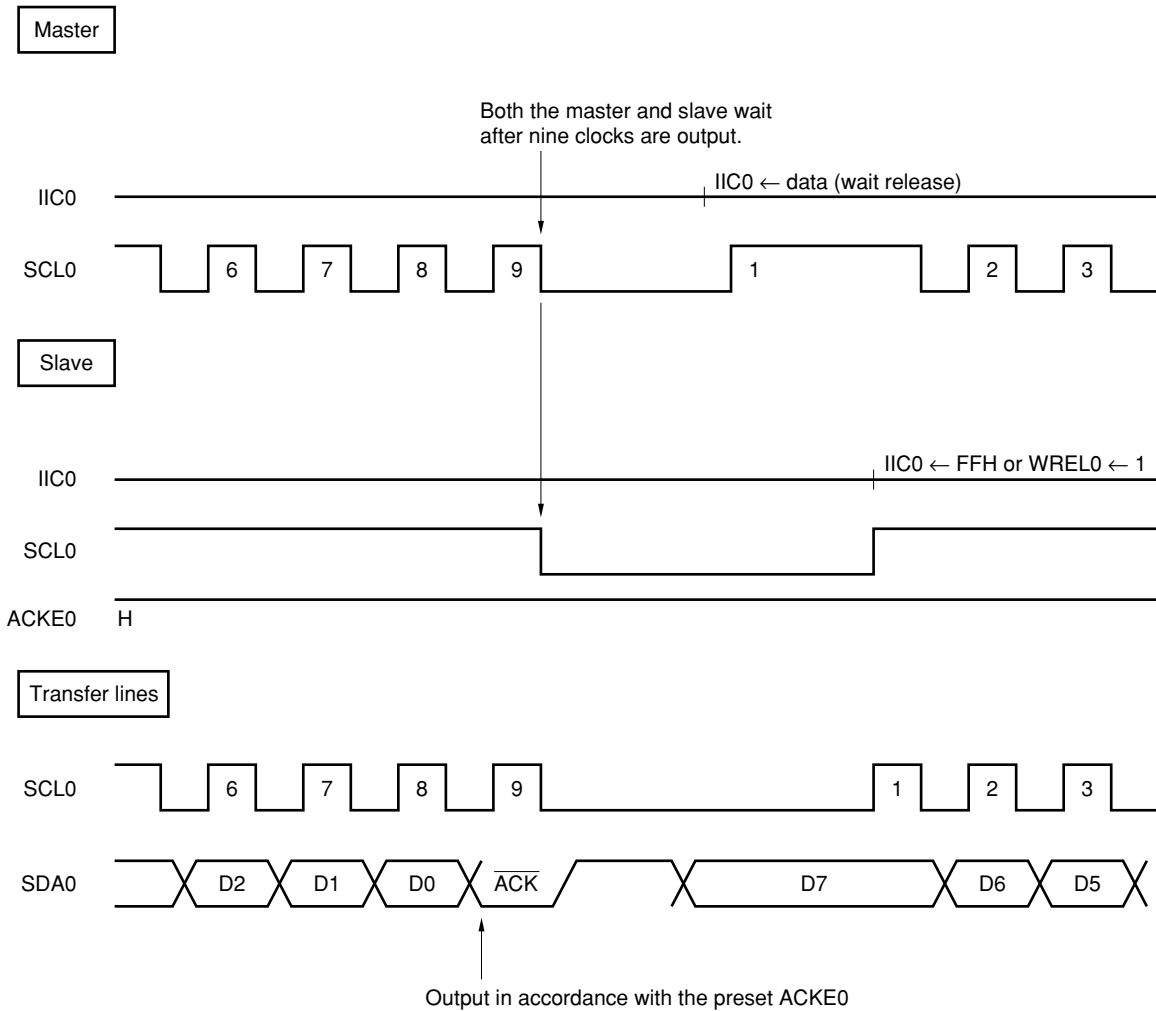 Master
Both the master and slave wait
after nine clocks are output.
IIC0 IIC0 ← data (wait release)
SCL0 6 7 8 9 1 2 3
Slave
IIC0 IIC0 ← FFH or WREL0 ← 1
SCL0
ACKE0 H
Transfer lines
SCL0 6 7 8 9 1 2 3
SDA0 D2 D1 D0 A̅C̅K̅ D7 D6 D5
Output in accordance with the preset ACKE0